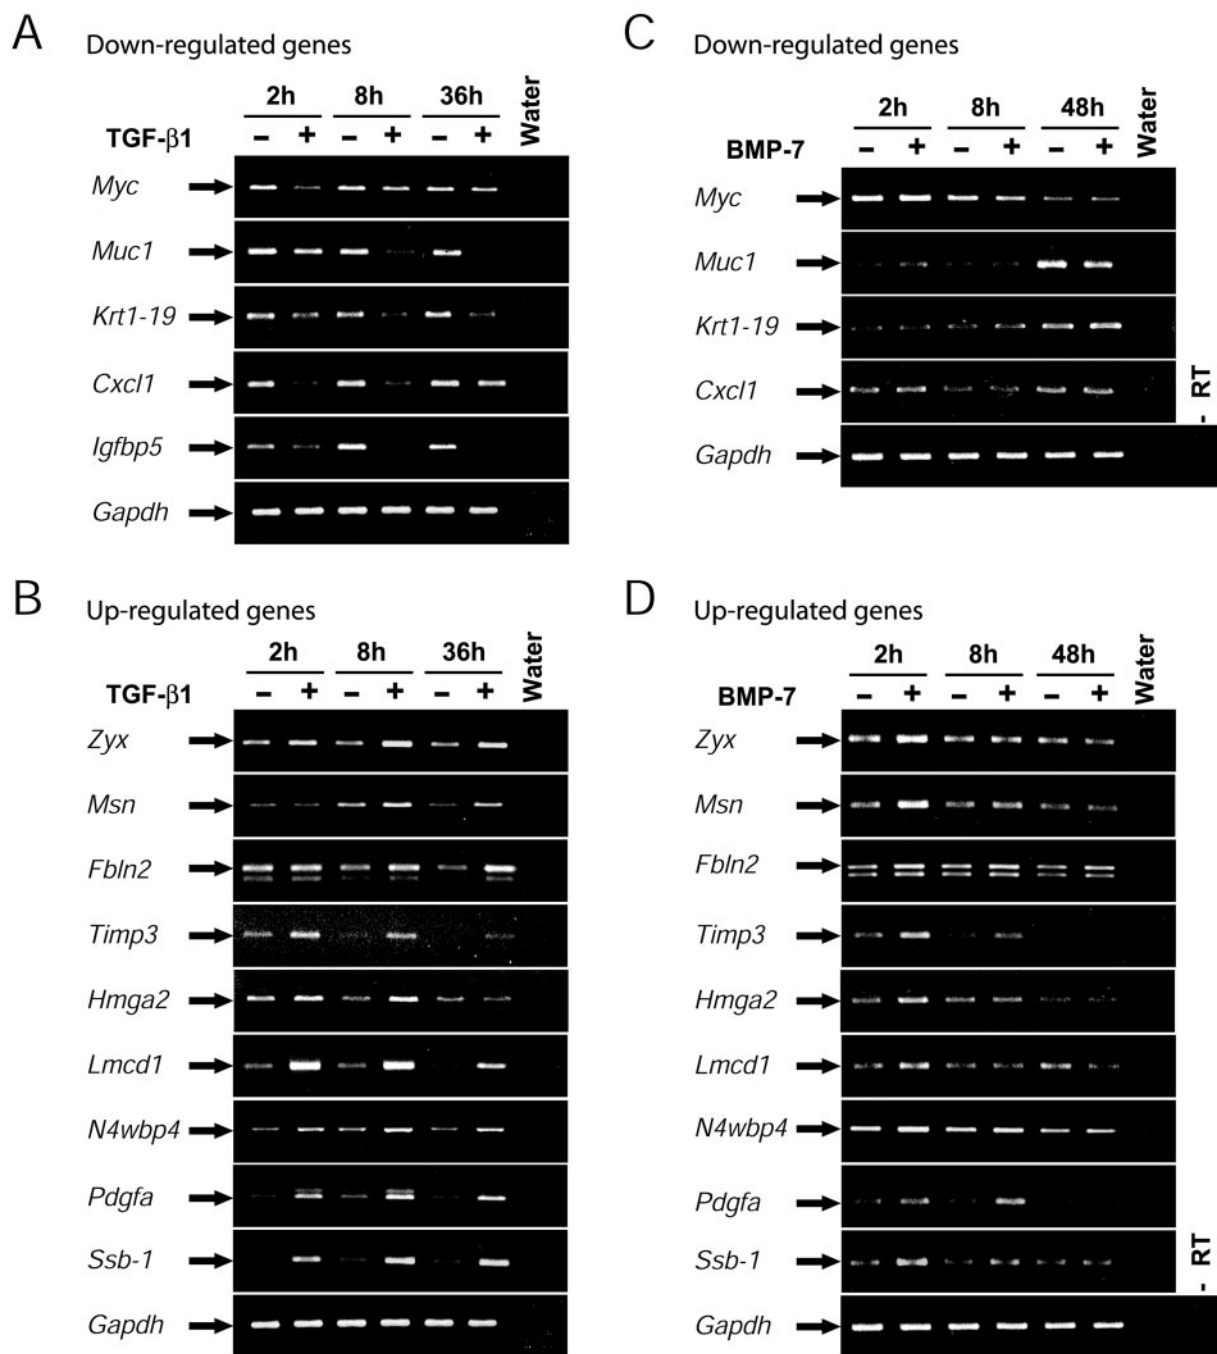 A Down-regulated genes
2h 8h 36h Water
TGF-β1 – + – + – +
Myc
Muc1
Krt1-19
Cxcl1
Igfbp5
Gapdh
B Up-regulated genes
2h 8h 36h Water
TGF-β1 – + – + – +
Zyx
Msn
Fbln2
Timp3
Hmga2
Lmcd1
N4wbp4
Pdgfa
Ssb-1
Gapdh
C Down-regulated genes
2h 8h 48h Water
BMP-7 – + – + – +
Myc
Muc1
Krt1-19
Cxcl1
- RT
Gapdh
D Up-regulated genes
2h 8h 48h Water
BMP-7 – + – + – +
Zyx
Msn
Fbln2
Timp3
Hmga2
Lmcd1
N4wbp4
Pdgfa
Ssb-1
- RT
Gapdh